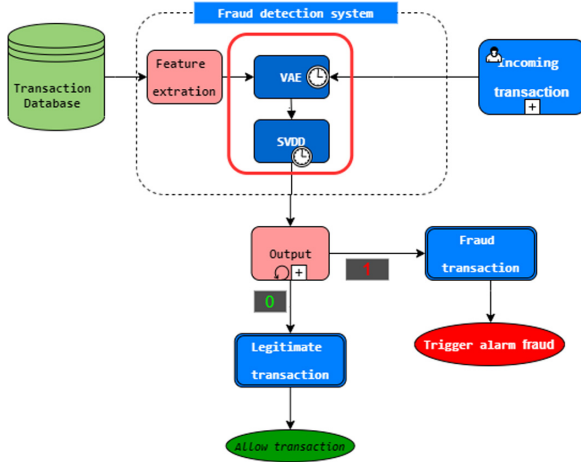 Fraud detection system
Transaction
Database
Feature
extration
VAE
SVDD
Incoming
transaction
Output
1
0
Fraud
transaction
Legitimate
transaction
Trigger alarm fraud
Allow transaction